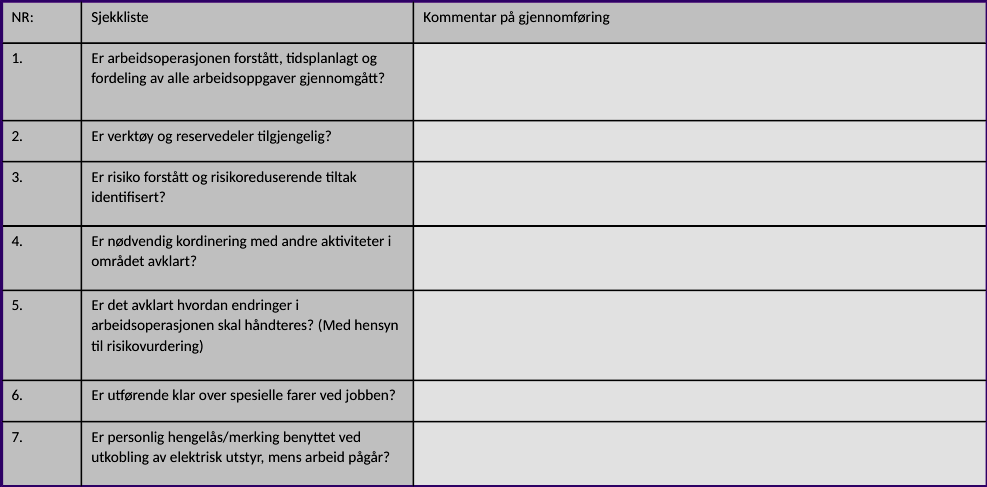 NR: Sjekkliste Kommentar på gjennomføring
1. Er arbeidsoperasjonen forstått, tidsplanlagt og
fordeling av alle arbeidsoppgaver gjennomgått?
2. Er verktøy og reservedeler tilgjengelig?
3. Er risiko forstått og risikoreduserende tiltak
identifisert?
4. Er nødvendig kordinering med andre aktiviteter i
området avklart?
5. Er det avklart hvordan endringer i
arbeidsoperasjonen skal håndteres? (Med hensyn
til risikovurdering)
6. Er utførende klar over spesielle farer ved jobben?
7. Er personlig hengelås/merking benyttet ved
utkobling av elektrisk utstyr, mens arbeid pågår?